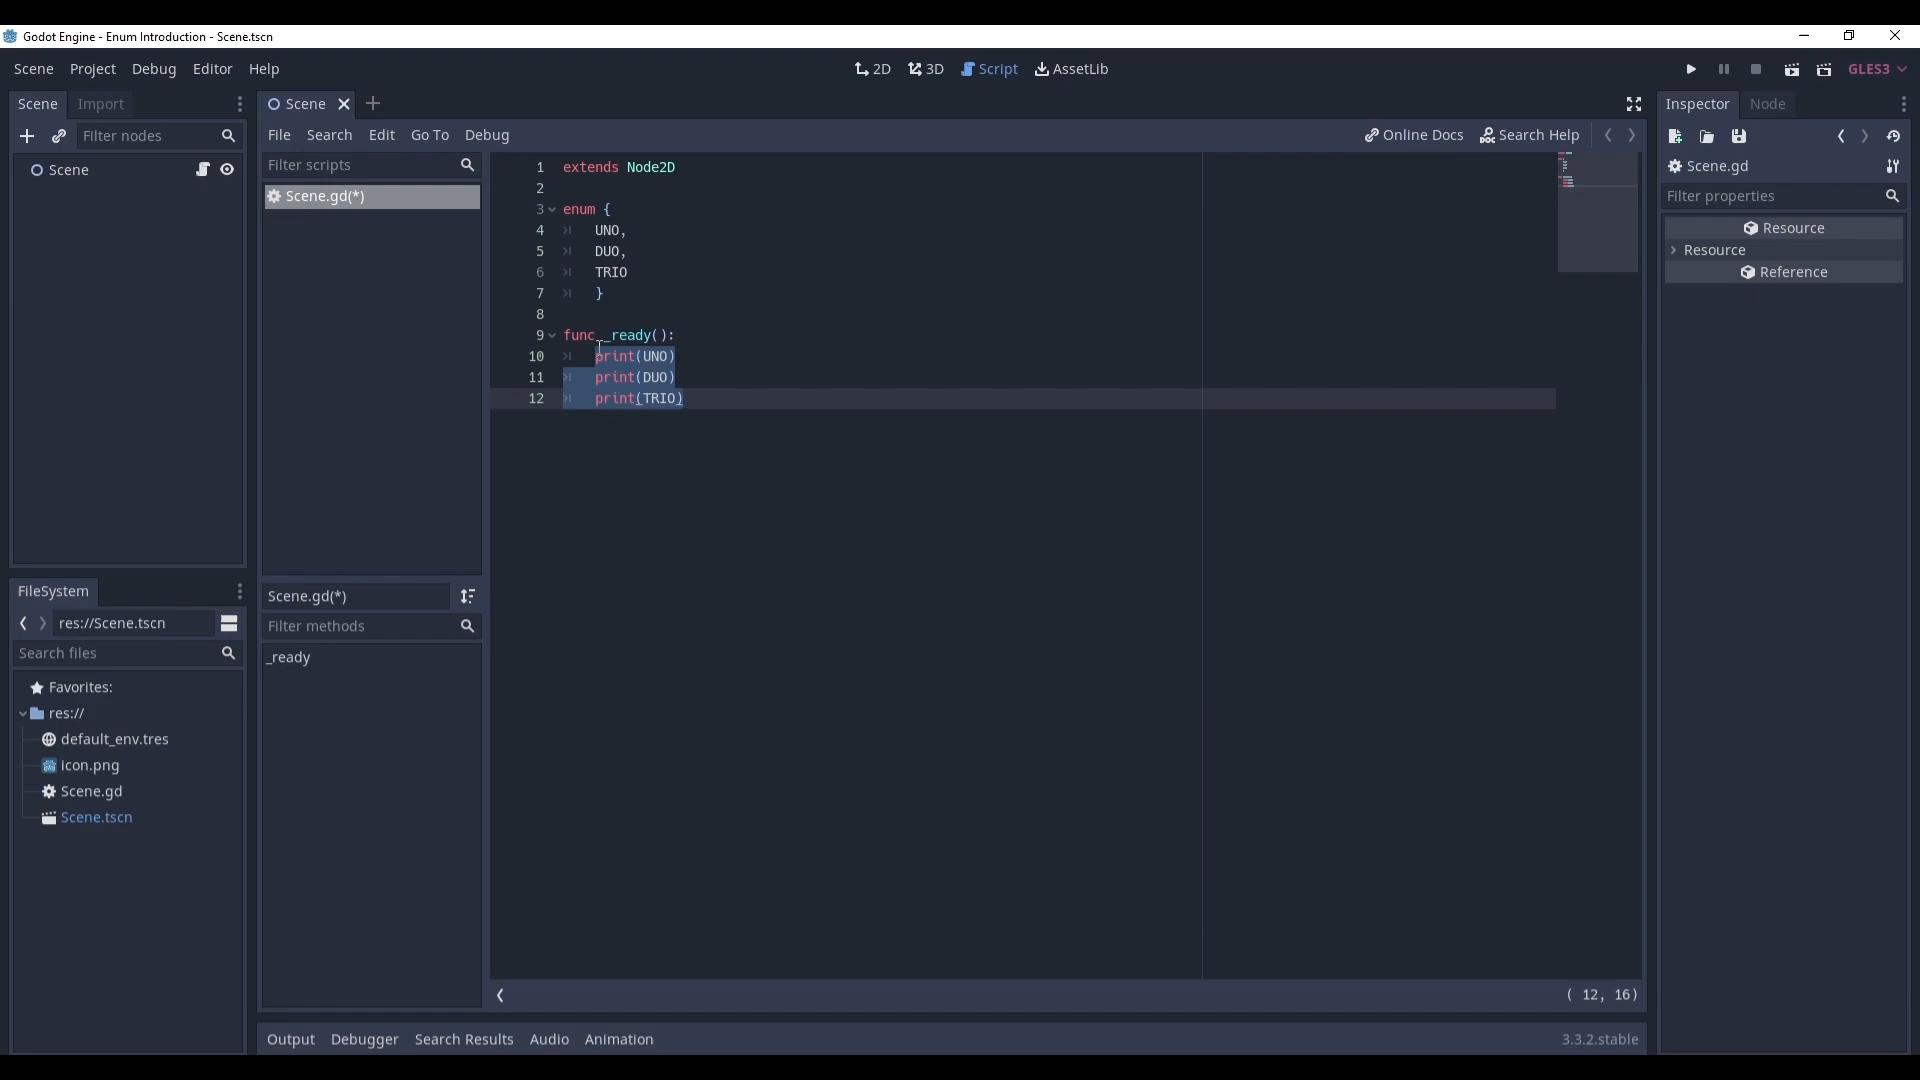 Godot Engine - Enum Introduction - Scene.tscn
Scene Project Debug Editor Help
2D 3D Script AssetLib
GLES3
Scene Import
Filter nodes
Scene
FileSystem
res://Scene.tscn
Search files
Favorites:
res://
default_env.tres
icon.png
Scene.gd
Scene.tscn
Scene
File Search Edit Go To Debug
Online Docs Search Help
Filter scripts
Scene.gd(*)
Scene.gd(*)
Filter methods
_ready
1 extends Node2D
2
3 enum {
4 UNO,
5 DUO,
6 TRIO
7 }
8
9 func _ready():
10 print(UNO)
11 print(DUO)
12 print(TRIO)
( 12, 16)
Output Debugger Search Results Audio Animation
3.3.2.stable
Inspector Node
Scene.gd
Filter properties
Resource
Resource
Reference